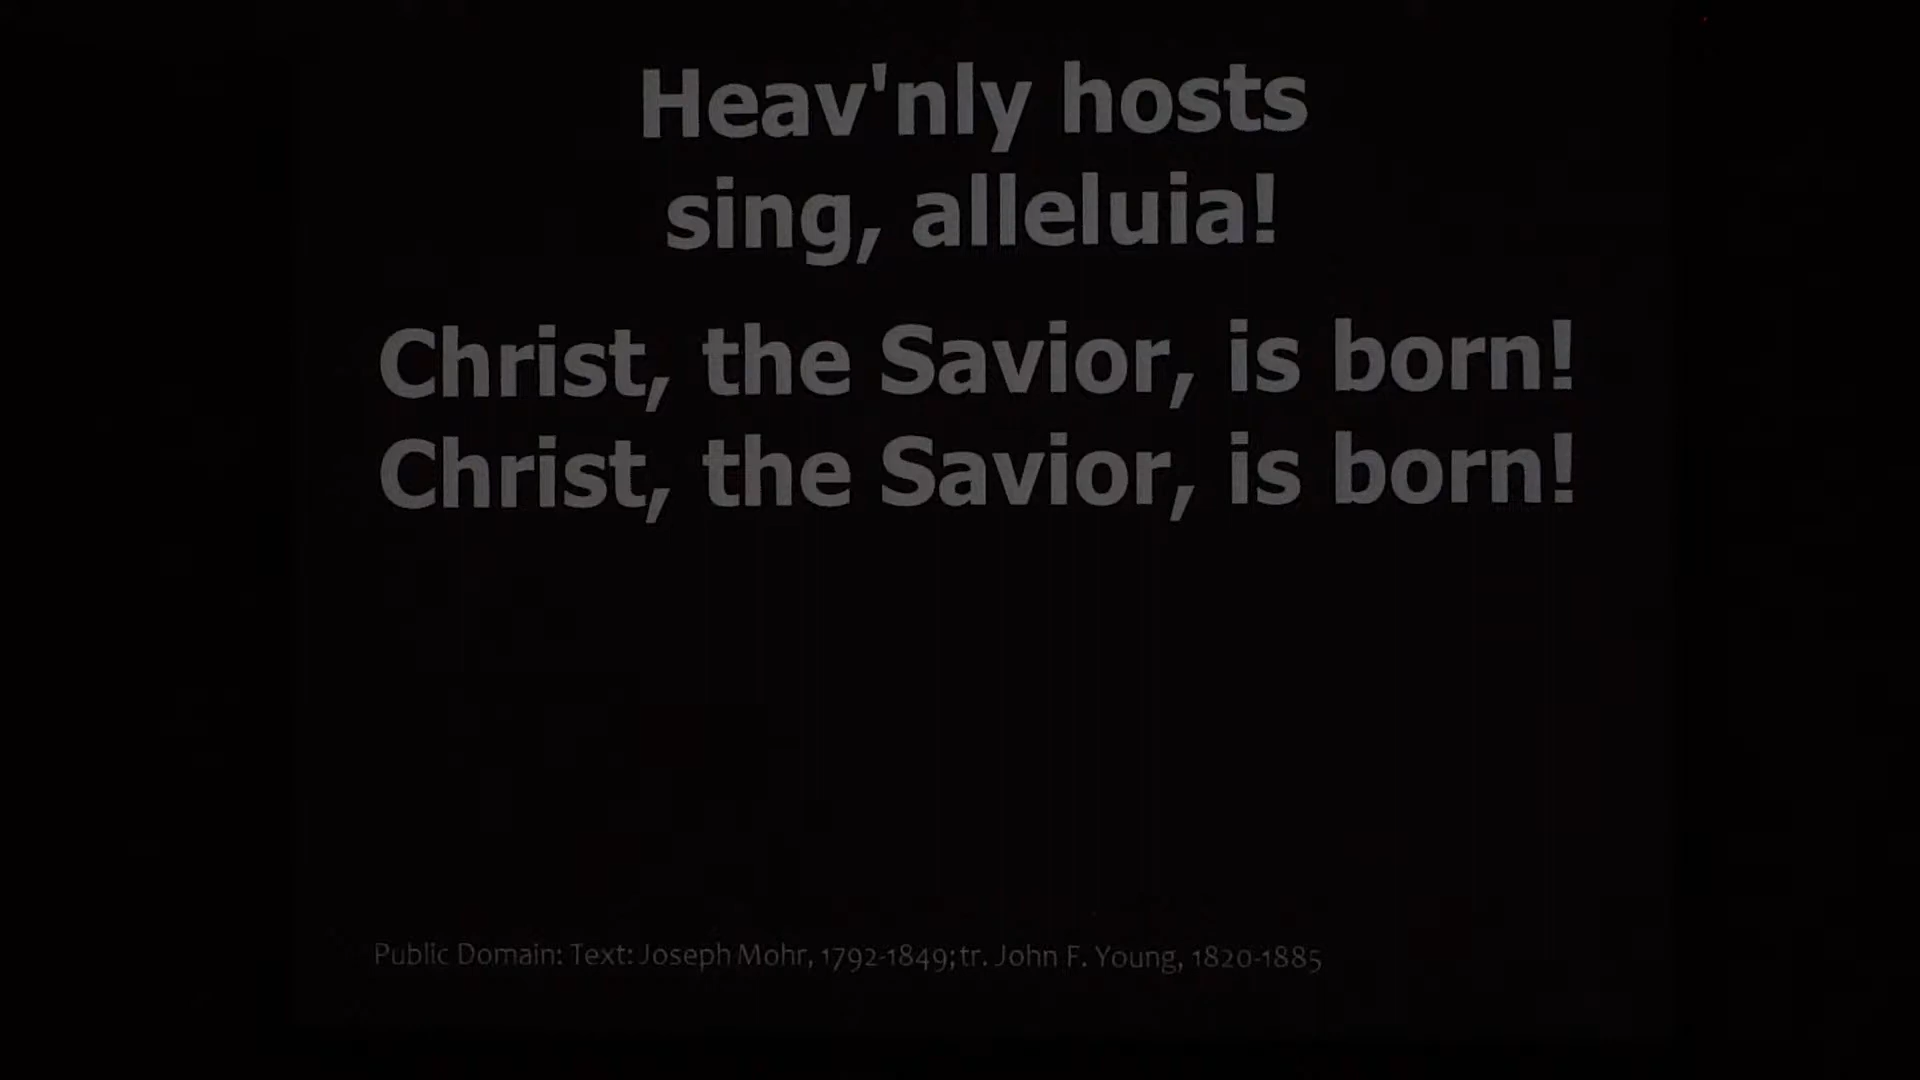 Heav'nly hosts
sing, alleluia!
Christ, the Savior, is born!
Christ, the Savior, is born!
Public Domain: Text: Joseph Mohr, 1792-1849; tr. John F. Young, 1820-1885